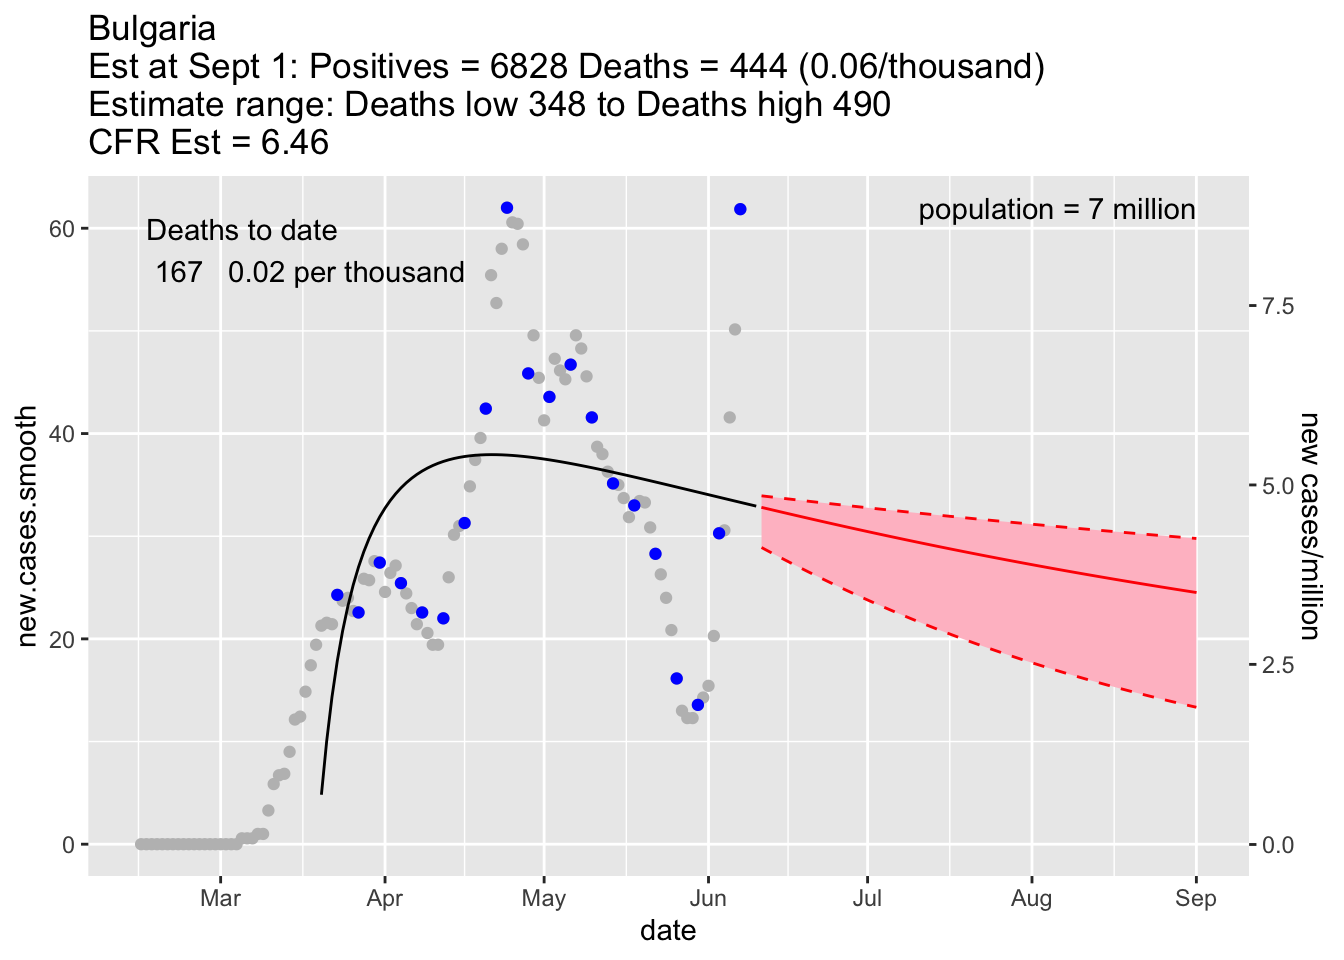 Bulgaria
Est at Sept 1: Positives = 6828 Deaths = 444 (0.06/thousand)
Estimate range: Deaths low 348 to Deaths high 490
CFR Est = 6.46
population = 7 million
Deaths to date
167 0.02 per thousand
60
40
20
0
new.cases.smooth
7.5
5.0
2.5
0.0
new cases/million
Mar Apr May Jun Jul Aug Sep
date